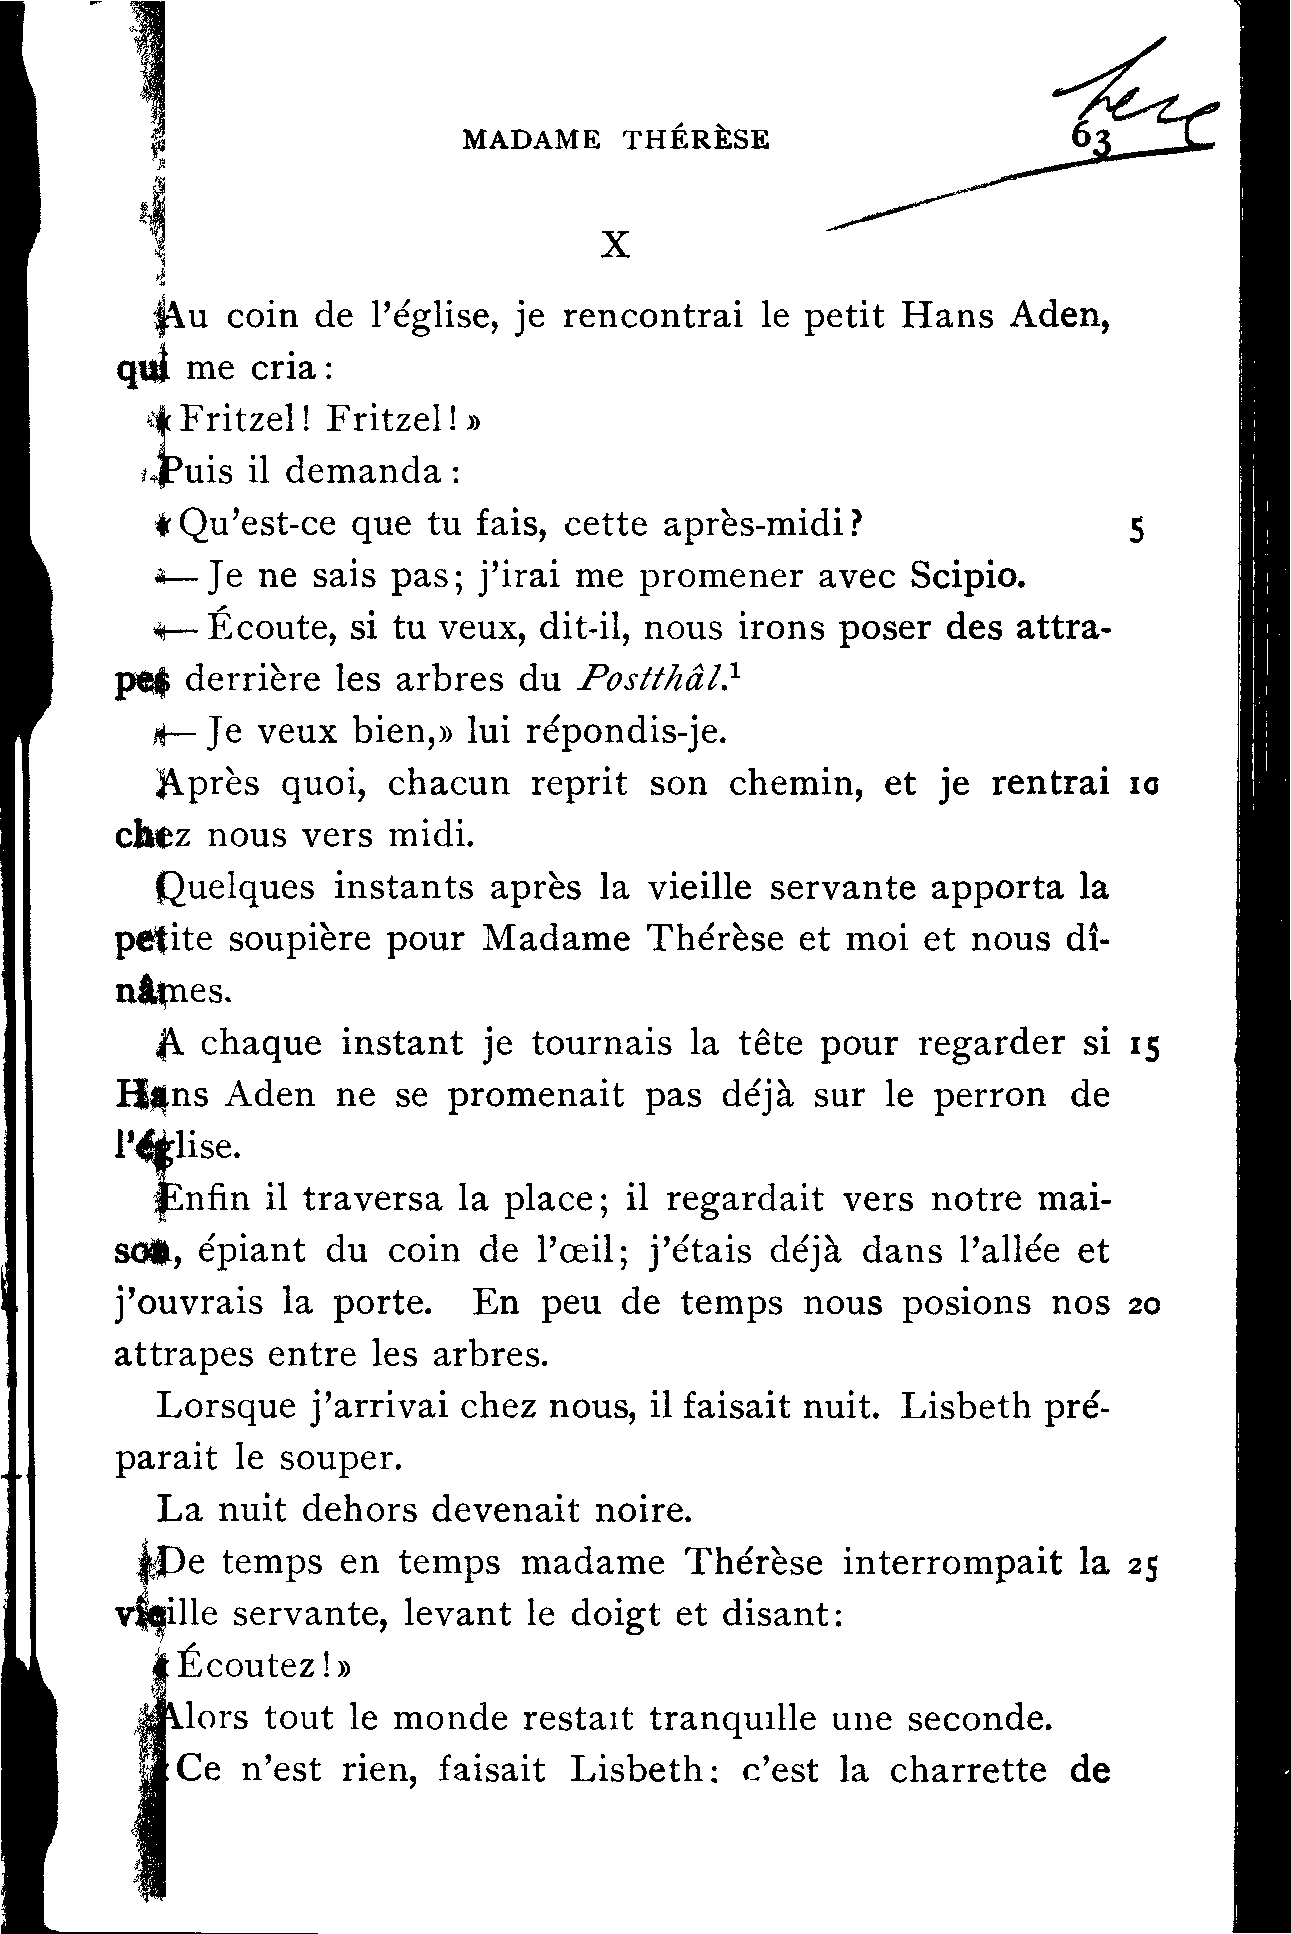 here
MADAME THÉRÈSE 63
X
Au coin de l'église, je rencontrai le petit Hans Aden,
qui me cria:
« Fritzel! Fritzel! »
Puis il demanda:
« Qu'est-ce que tu fais, cette après-midi? 5
— Je ne sais pas; j'irai me promener avec Scipio.
— Écoute, si tu veux, dit-il, nous irons poser des attra-
pes derrière les arbres du Postthâl.¹
— Je veux bien,» lui répondis-je.
Après quoi, chacun reprit son chemin, et je rentrai 10
chez nous vers midi.
Quelques instants après la vieille servante apporta la
petite soupière pour Madame Thérèse et moi et nous dî-
nâmes.
A chaque instant je tournais la tête pour regarder si 15
Hans Aden ne se promenait pas déjà sur le perron de
l'église.
Enfin il traversa la place; il regardait vers notre mai-
son, épiant du coin de l'œil; j'étais déjà dans l'allée et
j'ouvrais la porte. En peu de temps nous posions nos 20
attrapes entre les arbres.
Lorsque j'arrivai chez nous, il faisait nuit. Lisbeth pré-
parait le souper.
La nuit dehors devenait noire.
De temps en temps madame Thérèse interrompait la 25
vieille servante, levant le doigt et disant:
« Écoutez! »
Alors tout le monde restait tranquille une seconde.
« Ce n'est rien, faisait Lisbeth: c'est la charrette de